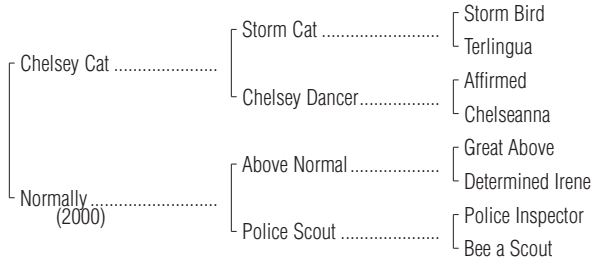 Storm Bird
Storm Cat ........................
Terlingua
Chelsey Cat .....................
Affirmed
Chelsey Dancer................
Chelseanna
Great Above
Above Normal ..................
Determined Irene
Normally .........................
(2000)
Police Inspector
Police Scout ....................
Bee a Scout